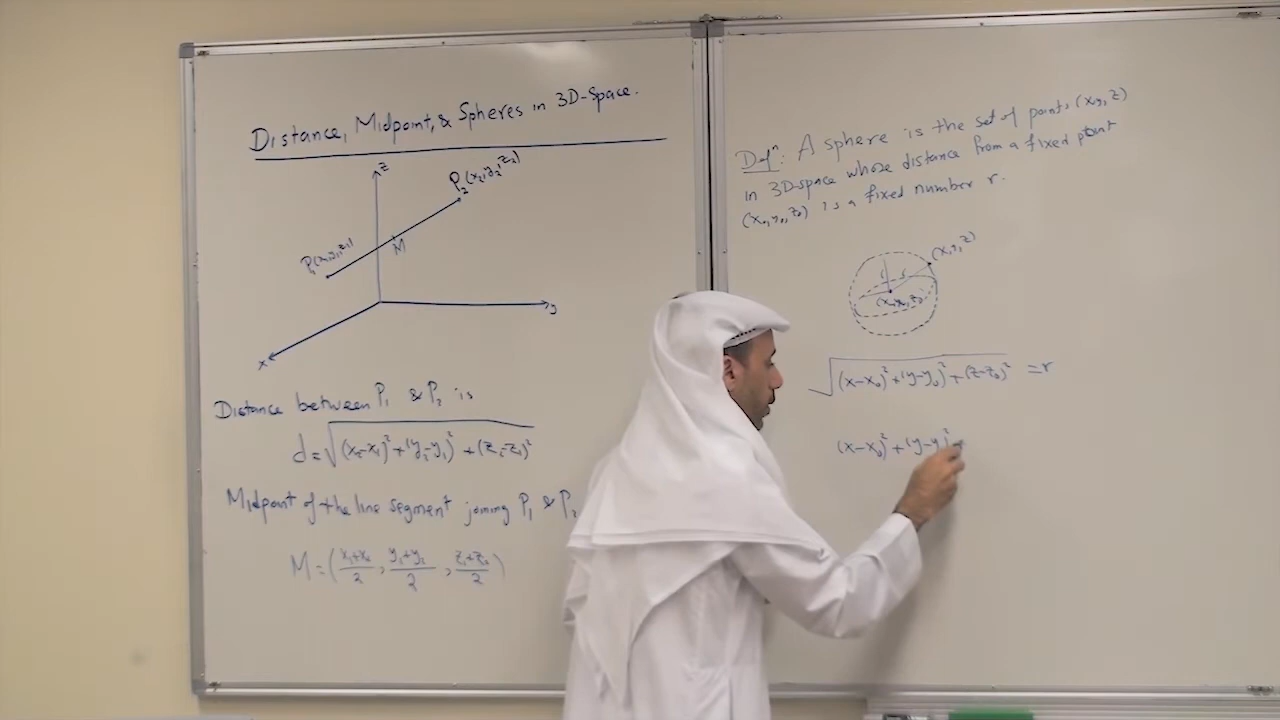 Distance, Midpoint, & Spheres in 3D-Space.
z
P₂(x₂,y₂,z₂)
M
P₁(x₁,y₁,z₁)
y
x
Distance between P₁ & P₂ is
d=√((x₂-x₁)²+(y₂-y₁)²+(z₂-z₁)²)
Midpoint of the line segment joining P₁ & P₂
M=((x₁+x₂)/2, (y₁+y₂)/2, (z₁+z₂)/2)
Defⁿ: A sphere is the set of points (x,y,z)
in 3D-space whose distance from a fixed point
(x₀,y₀,z₀) is a fixed number r.
(x,y,z)
r r
(x₀,y₀,z₀)
√((x-x₀)²+(y-y₀)²+(z-z₀)²) =r
(x-x₀)²+(y-y)²